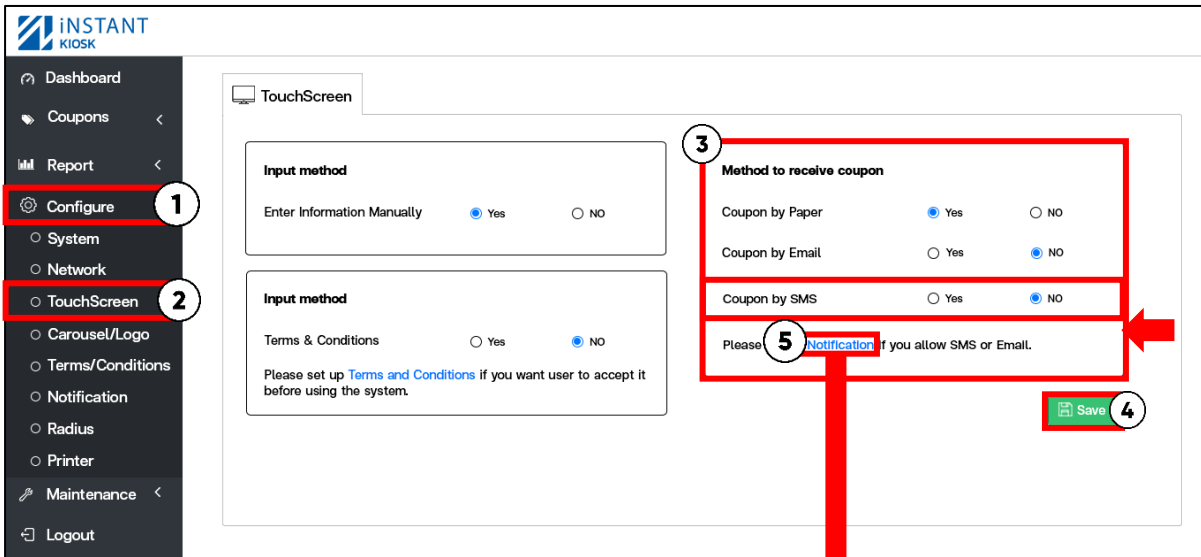 iNSTANT
KIOSK
Dashboard
Coupons
Report
Configure
1
System
Network
TouchScreen
2
Carousel/Logo
Terms/Conditions
Notification
Radius
Printer
Maintenance
Logout
TouchScreen
Input method
Enter Information Manually Yes NO
Input method
Terms & Conditions Yes NO
Please set up Terms and Conditions if you want user to accept it
before using the system.
3
Method to receive coupon
Coupon by Paper Yes NO
Coupon by Email Yes NO
Coupon by SMS Yes NO
Please 5 Notification if you allow SMS or Email.
Save 4